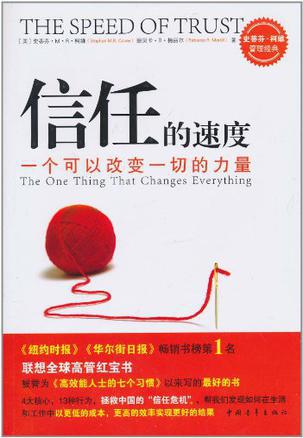 THE SPEED OF TRUST
[美] 史蒂芬·M·R·柯维 (Stephen M.R. Covey) 丽贝卡·R·梅丽尔 (Rebecca R. Merrill) 著
史蒂芬·柯维
管理经典
信任的速度
一个可以改变一切的力量
The One Thing That Changes Everything
《纽约时报》《华尔街日报》畅销书榜第1名
联想全球高管红宝书
被誉为《高效能人士的七个习惯》以来写的最好的书
4大核心,13种行为,拯救中国的“信任危机”,帮我们发现如何在生活
和工作中以更低的成本,更高的效率实现更好的结果
中国青年出版社